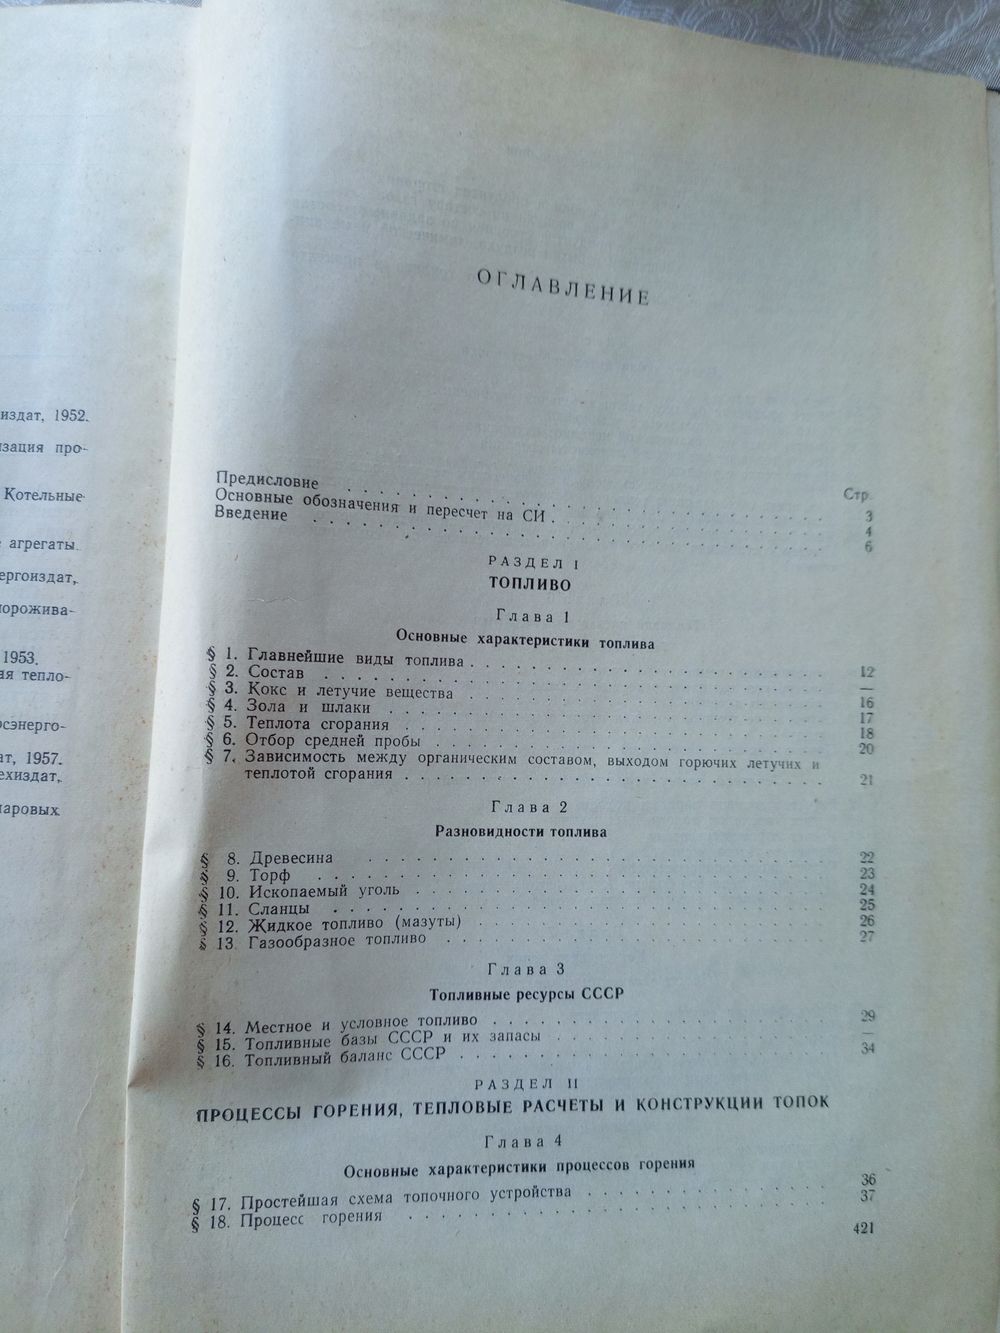 издат, 1952.
изация про-
Котельные
агрегаты.
ергоиздат,
1953.
ая тепло-
осэнерго-
ат, 1957.
ехиздат,
паровых
ОГЛАВЛЕНИЕ
Стр.
Предисловие . . . . . . . . . . 3
Основные обозначения и пересчет на СИ . . . . . . . . . . 4
Введение . . . . . . . . . . 6
РАЗДЕЛ I
ТОПЛИВО
Глава 1
Основные характеристики топлива
§ 1. Главнейшие виды топлива . . . . . . . . . . 12
§ 2. Состав . . . . . . . . . . —
§ 3. Кокс и летучие вещества . . . . . . . . . . 16
§ 4. Зола и шлаки . . . . . . . . . . 17
§ 5. Теплота сгорания . . . . . . . . . . 18
§ 6. Отбор средней пробы . . . . . . . . . . 20
§ 7. Зависимость между органическим составом, выходом горючих летучих и
теплотой сгорания . . . . . . . . . . 21
Глава 2
Разновидности топлива
§ 8. Древесина . . . . . . . . . . 22
§ 9. Торф . . . . . . . . . . 23
§ 10. Ископаемый уголь . . . . . . . . . . 24
§ 11. Сланцы . . . . . . . . . . 25
§ 12. Жидкое топливо (мазуты) . . . . . . . . . . 26
§ 13. Газообразное топливо . . . . . . . . . . 27
Глава 3
Топливные ресурсы СССР
§ 14. Местное и условное топливо . . . . . . . . . . 29
§ 15. Топливные базы СССР и их запасы . . . . . . . . . . —
§ 16. Топливный баланс СССР . . . . . . . . . . 34
РАЗДЕЛ II
ПРОЦЕССЫ ГОРЕНИЯ, ТЕПЛОВЫЕ РАСЧЕТЫ И КОНСТРУКЦИИ ТОПОК
Глава 4
Основные характеристики процессов горения
§ 17. Простейшая схема топочного устройства . . . . . . . . . . 36
§ 18. Процесс горения . . . . . . . . . . 37
421